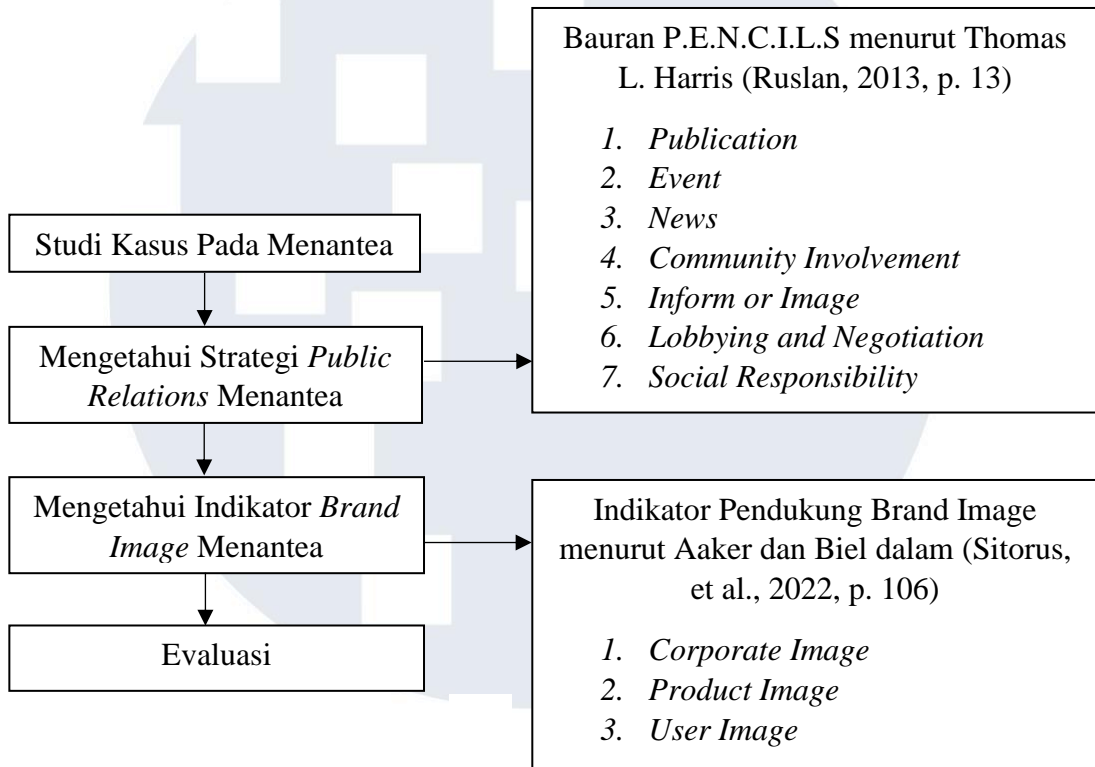 Studi Kasus Pada Menantea
Mengetahui Strategi Public
Relations Menantea
Mengetahui Indikator Brand
Image Menantea
Evaluasi
Bauran P.E.N.C.I.L.S menurut Thomas
L. Harris (Ruslan, 2013, p. 13)
1. Publication
2. Event
3. News
4. Community Involvement
5. Inform or Image
6. Lobbying and Negotiation
7. Social Responsibility
Indikator Pendukung Brand Image
menurut Aaker dan Biel dalam (Sitorus,
et al., 2022, p. 106)
1. Corporate Image
2. Product Image
3. User Image